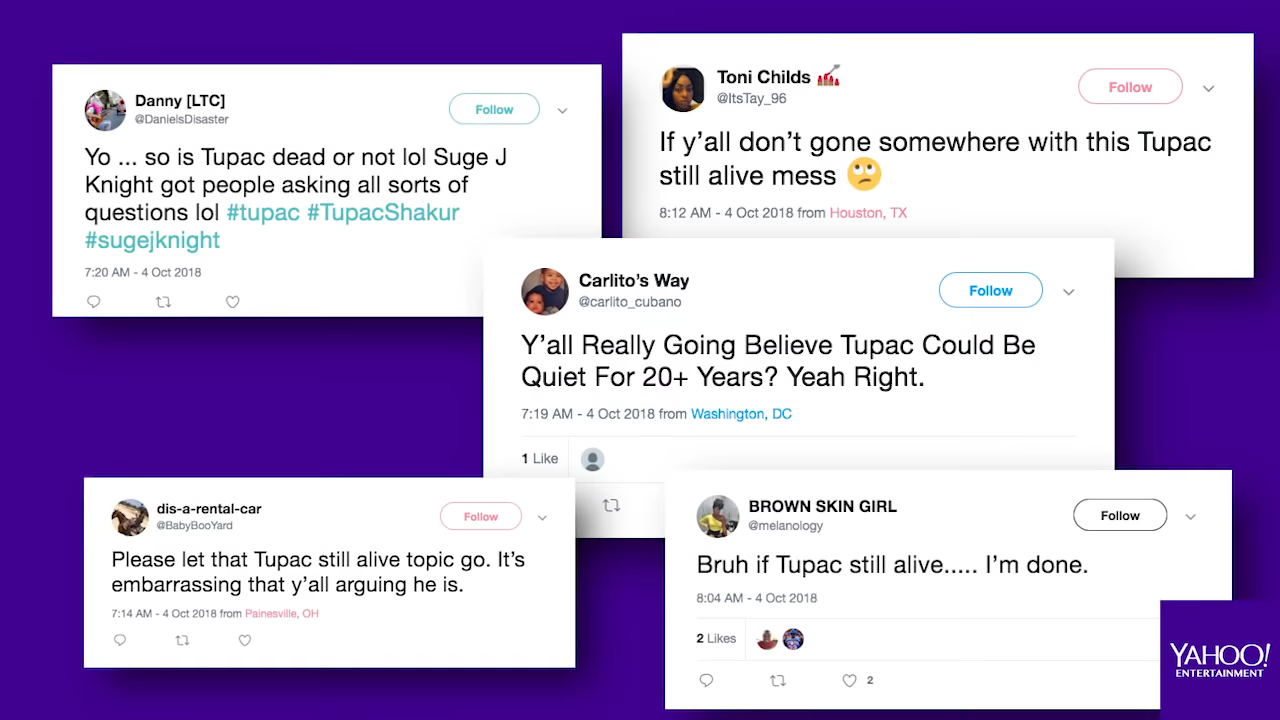 Danny [LTC]
@DanielsDisaster
Follow
Yo ... so is Tupac dead or not lol Suge J
Knight got people asking all sorts of
questions lol #tupac #TupacShakur
#sugejknight
7:20 AM - 4 Oct 2018
Toni Childs 💅
@ItsTay_96
Follow
If y’all don’t gone somewhere with this Tupac
still alive mess 🙄
8:12 AM - 4 Oct 2018 from Houston, TX
Carlito’s Way
@carlito_cubano
Follow
Y’all Really Going Believe Tupac Could Be
Quiet For 20+ Years? Yeah Right.
7:19 AM - 4 Oct 2018 from Washington, DC
1 Like
dis-a-rental-car
@BabyBooYard
Follow
Please let that Tupac still alive topic go. It’s
embarrassing that y’all arguing he is.
7:14 AM - 4 Oct 2018 from Painesville, OH
BROWN SKIN GIRL
@melanology
Follow
Bruh if Tupac still alive..... I’m done.
8:04 AM - 4 Oct 2018
2 Likes
2
YAHOO!
ENTERTAINMENT